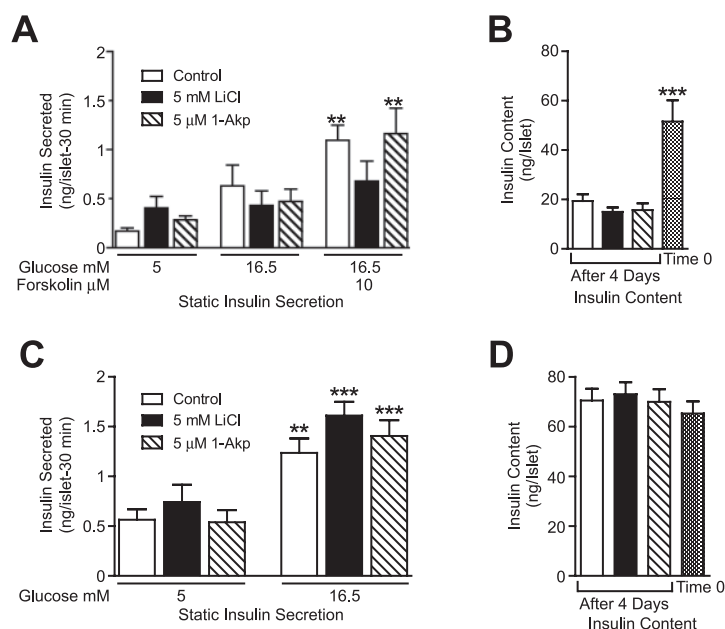 A
Insulin Secreted
(ng/islet-30 min)
2
1.5
1
0.5
0
Control
5 mM LiCl
5 μM 1-Akp
**
**
Glucose mM
5
16.5
16.5
Forskolin μM
10
Static Insulin Secretion
B
Insulin Content
(ng/Islet)
80
60
40
20
0
***
After 4 Days
Time 0
Insulin Content
C
Insulin Secreted
(ng/islet-30 min)
2
1.5
1
0.5
0
Control
5 mM LiCl
5 μM 1-Akp
**
***
***
Glucose mM
5
16.5
Static Insulin Secretion
D
Insulin Content
(ng/Islet)
80
60
40
20
0
After 4 Days
Time 0
Insulin Content